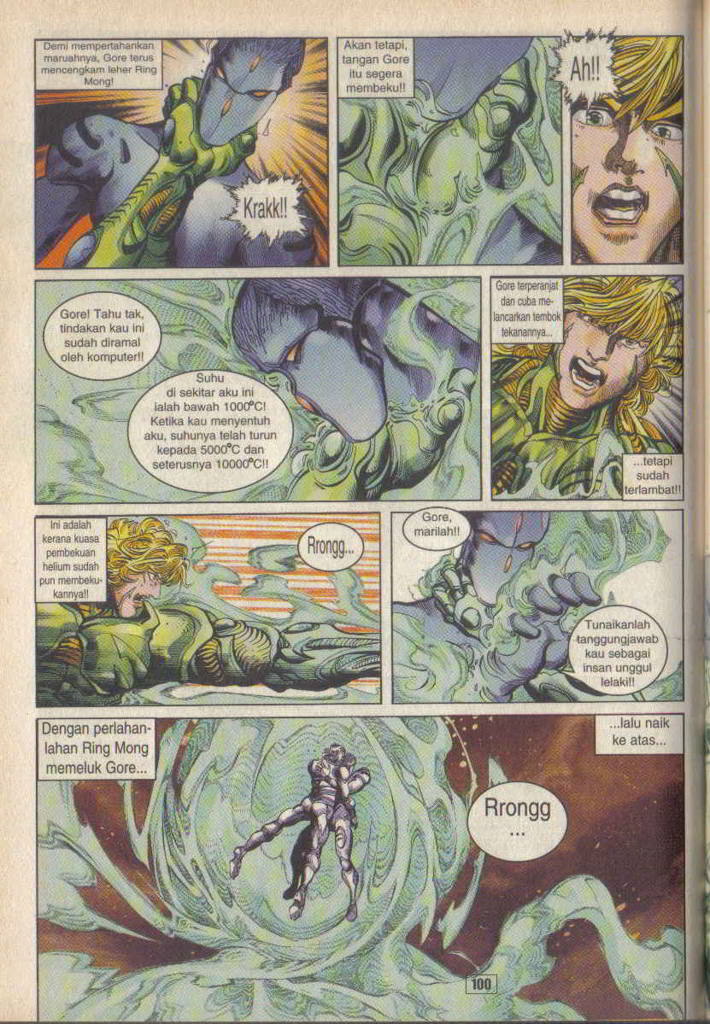 Demi mempertahankan
maruahnya, Gore terus
mencengkam leher Ring
Mong!
Krakk!!
Akan tetapi,
tangan Gore
itu segera
membeku!!
Ah!!
Gore! Tahu tak,
tindakan kau ini
sudah diramal
oleh komputer!!
Suhu
di sekitar aku ini
ialah bawah 1000°C!
Ketika kau menyentuh
aku, suhunya telah turun
kepada 5000°C dan
seterusnya 10000°C!!
Gore terperanjat
dan cuba me-
lancarkan tembok
tekanannya...
...tetapi
sudah
terlambat!!
Ini adalah
kerana kuasa
pembekuan
helium sudah
pun membeku-
kannya!!
Rrongg...
Gore,
marilah!!
Tunaikanlah
tanggungjawab
kau sebagai
insan unggul
lelaki!!
Dengan perlahan-
lahan Ring Mong
memeluk Gore...
...lalu naik
ke atas...
Rrongg
...
100